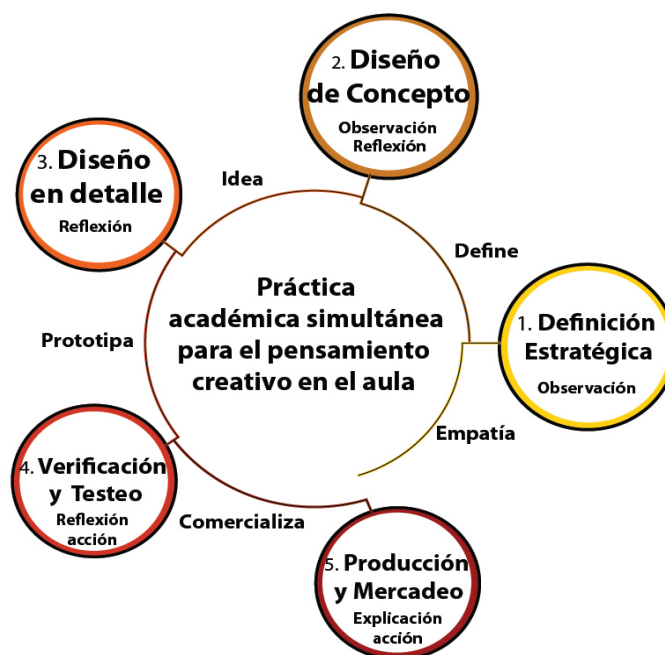 2. Diseño
de Concepto
Observación
Reflexión
3. Diseño
en detalle
Reflexión
Idea
Define
Práctica
académica simultánea
para el pensamiento
creativo en el aula
1. Definición
Estratégica
Observación
Prototipa
Empatía
4. Verificación
y Testeo
Reflexión
acción
Comercializa
5. Producción
y Mercadeo
Explicación
acción